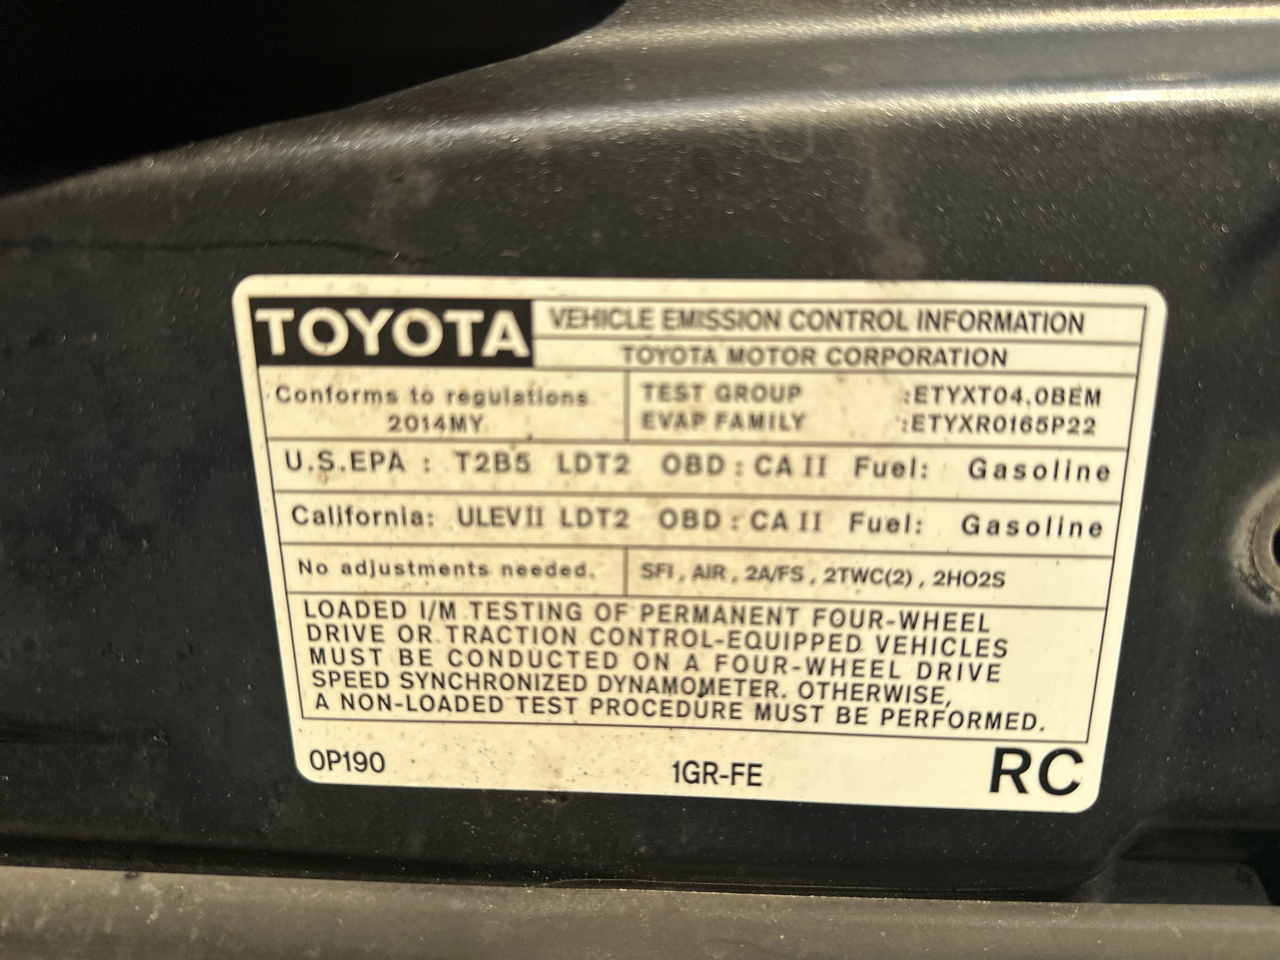 TOYOTA VEHICLE EMISSION CONTROL INFORMATION
TOYOTA MOTOR CORPORATION
Conforms to regulations
2014MY
TEST GROUP :ETYXT04.0BEM
EVAP FAMILY :ETYXR0165P22
U.S.EPA : T2B5 LDT2 OBD : CA II Fuel: Gasoline
California: ULEVII LDT2 OBD : CA II Fuel: Gasoline
No adjustments needed. SFI, AIR, 2A/FS, 2TWC(2), 2HO2S
LOADED I/M TESTING OF PERMANENT FOUR-WHEEL
DRIVE OR TRACTION CONTROL-EQUIPPED VEHICLES
MUST BE CONDUCTED ON A FOUR-WHEEL DRIVE
SPEED SYNCHRONIZED DYNAMOMETER. OTHERWISE,
A NON-LOADED TEST PROCEDURE MUST BE PERFORMED.
0P190 1GR-FE RC